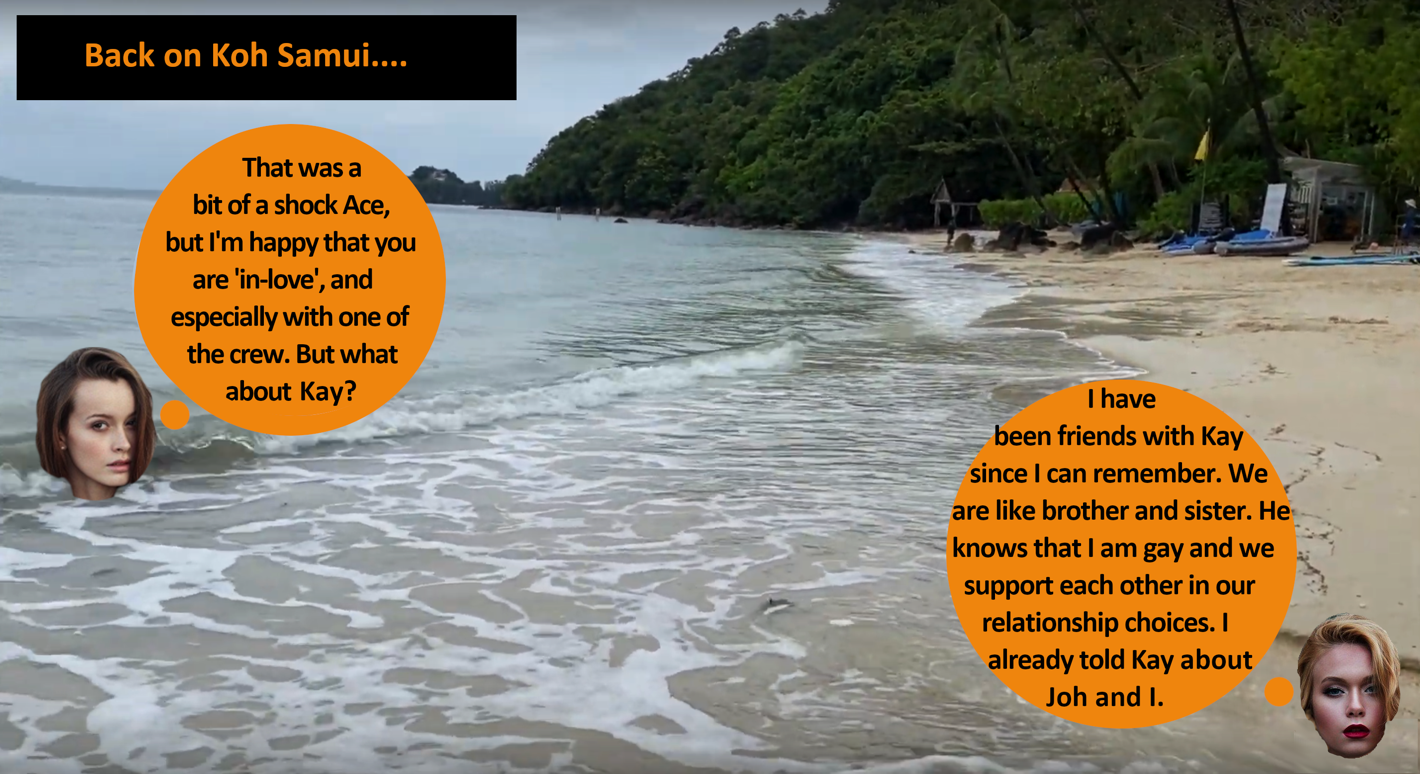 Back on Koh Samui....
That was a
bit of a shock Ace,
but I'm happy that you
are 'in-love', and
especially with one of
the crew. But what
about Kay?
I have
been friends with Kay
since I can remember. We
are like brother and sister. He
knows that I am gay and we
support each other in our
relationship choices. I
already told Kay about
Joh and I.